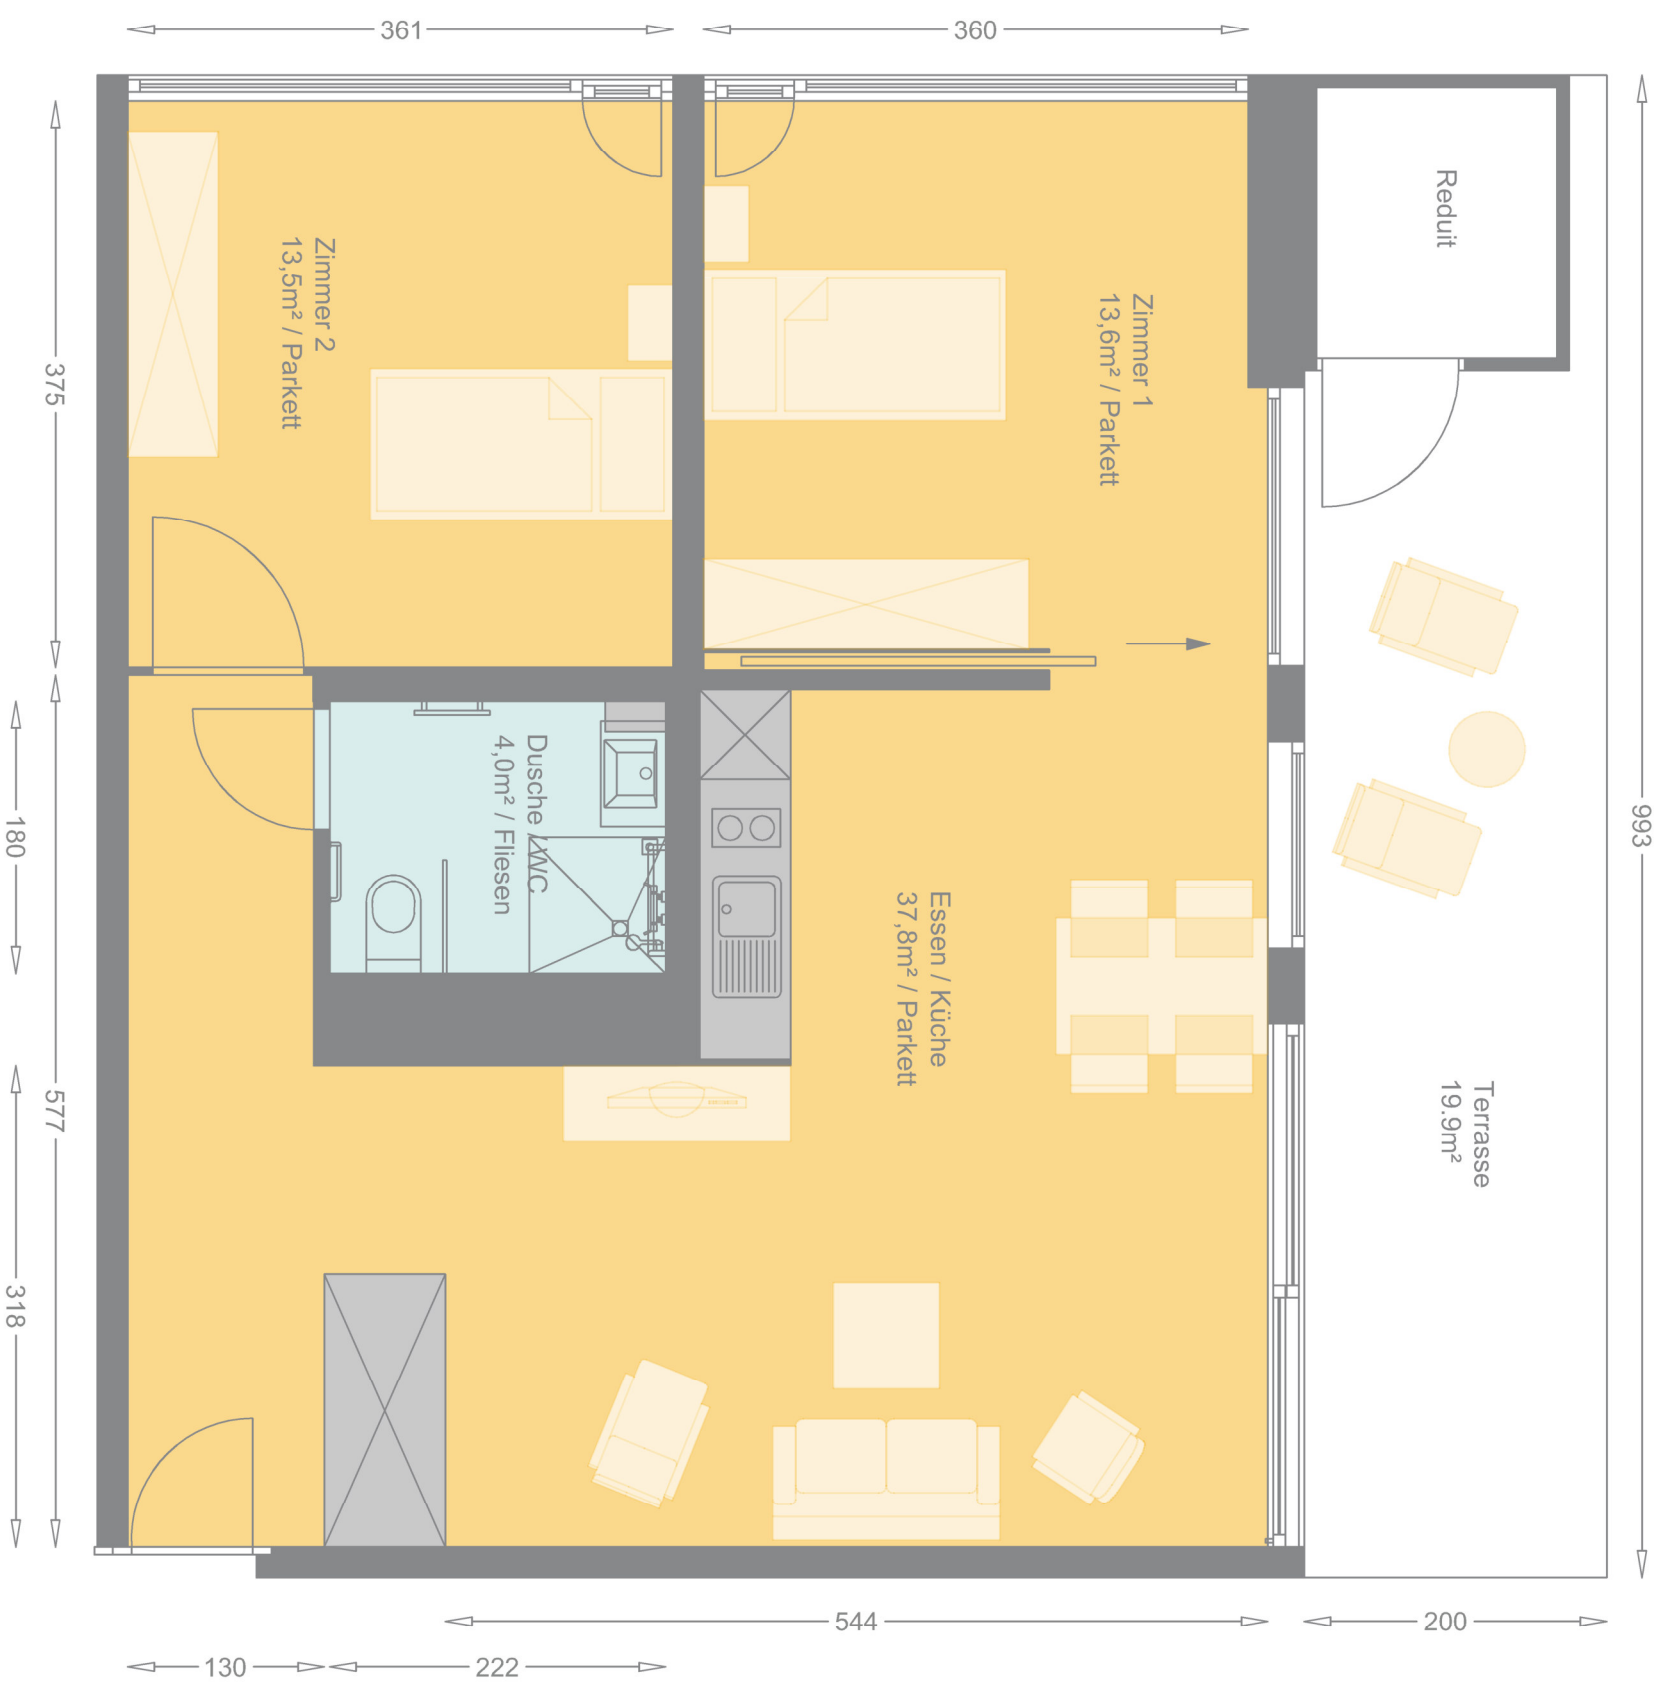 361
360
Reduit
Zimmer 2
13,5m² / Parkett
Zimmer 1
13,6m² / Parkett
375
Dusche / WC
4,0m² / Fliesen
180
993
Essen / Küche
37,8m² / Parkett
Terrasse
19.9m²
577
318
544
200
130
222